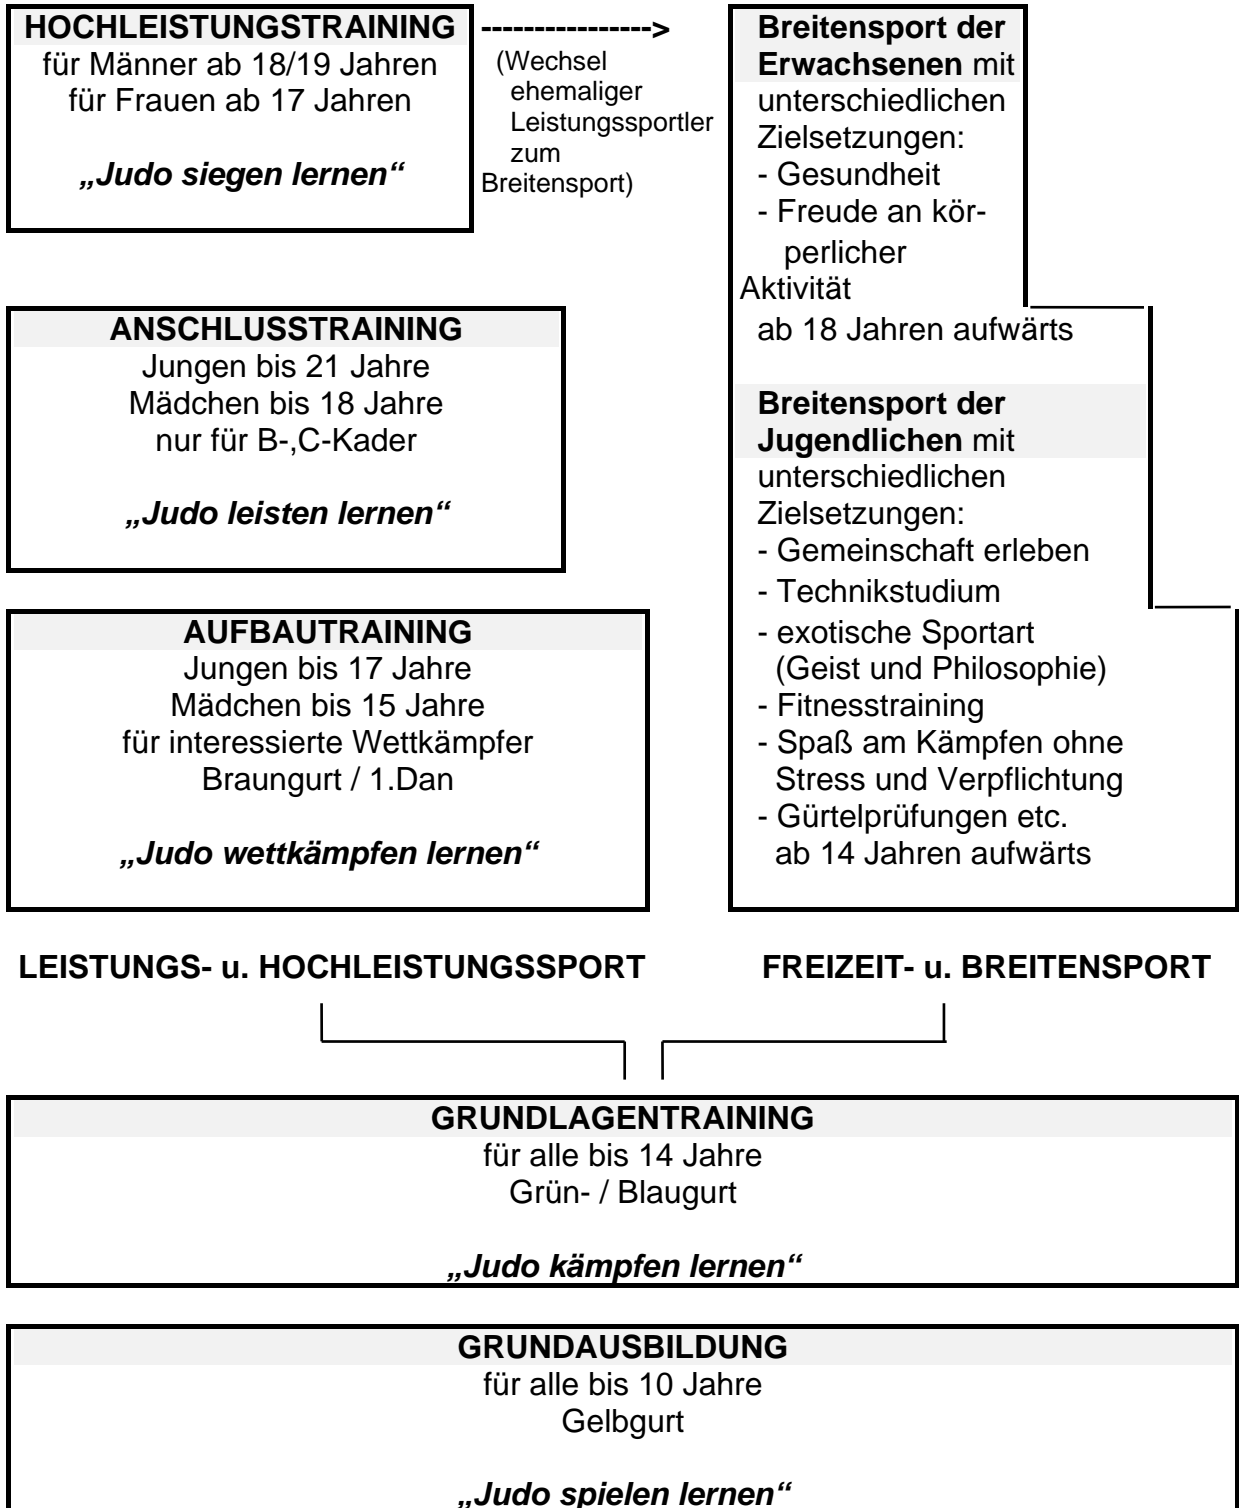 HOCHLEISTUNGSTRAINING
für Männer ab 18/19 Jahren
für Frauen ab 17 Jahren
„Judo siegen lernen“
---------------->
(Wechsel
ehemaliger
Leistungssportler
zum
Breitensport)
Breitensport der
Erwachsenen mit
unterschiedlichen
Zielsetzungen:
- Gesundheit
- Freude an kör-
perlicher
Aktivität
ab 18 Jahren aufwärts
ANSCHLUSSTRAINING
Jungen bis 21 Jahre
Mädchen bis 18 Jahre
nur für B-,C-Kader
„Judo leisten lernen“
Breitensport der
Jugendlichen mit
unterschiedlichen
Zielsetzungen:
- Gemeinschaft erleben
- Technikstudium
- exotische Sportart
(Geist und Philosophie)
- Fitnesstraining
- Spaß am Kämpfen ohne
Stress und Verpflichtung
- Gürtelprüfungen etc.
ab 14 Jahren aufwärts
AUFBAUTRAINING
Jungen bis 17 Jahre
Mädchen bis 15 Jahre
für interessierte Wettkämpfer
Braungurt / 1.Dan
„Judo wettkämpfen lernen“
LEISTUNGS- u. HOCHLEISTUNGSSPORT
FREIZEIT- u. BREITENSPORT
GRUNDLAGENTRAINING
für alle bis 14 Jahre
Grün- / Blaugurt
„Judo kämpfen lernen“
GRUNDAUSBILDUNG
für alle bis 10 Jahre
Gelbgurt
„Judo spielen lernen“